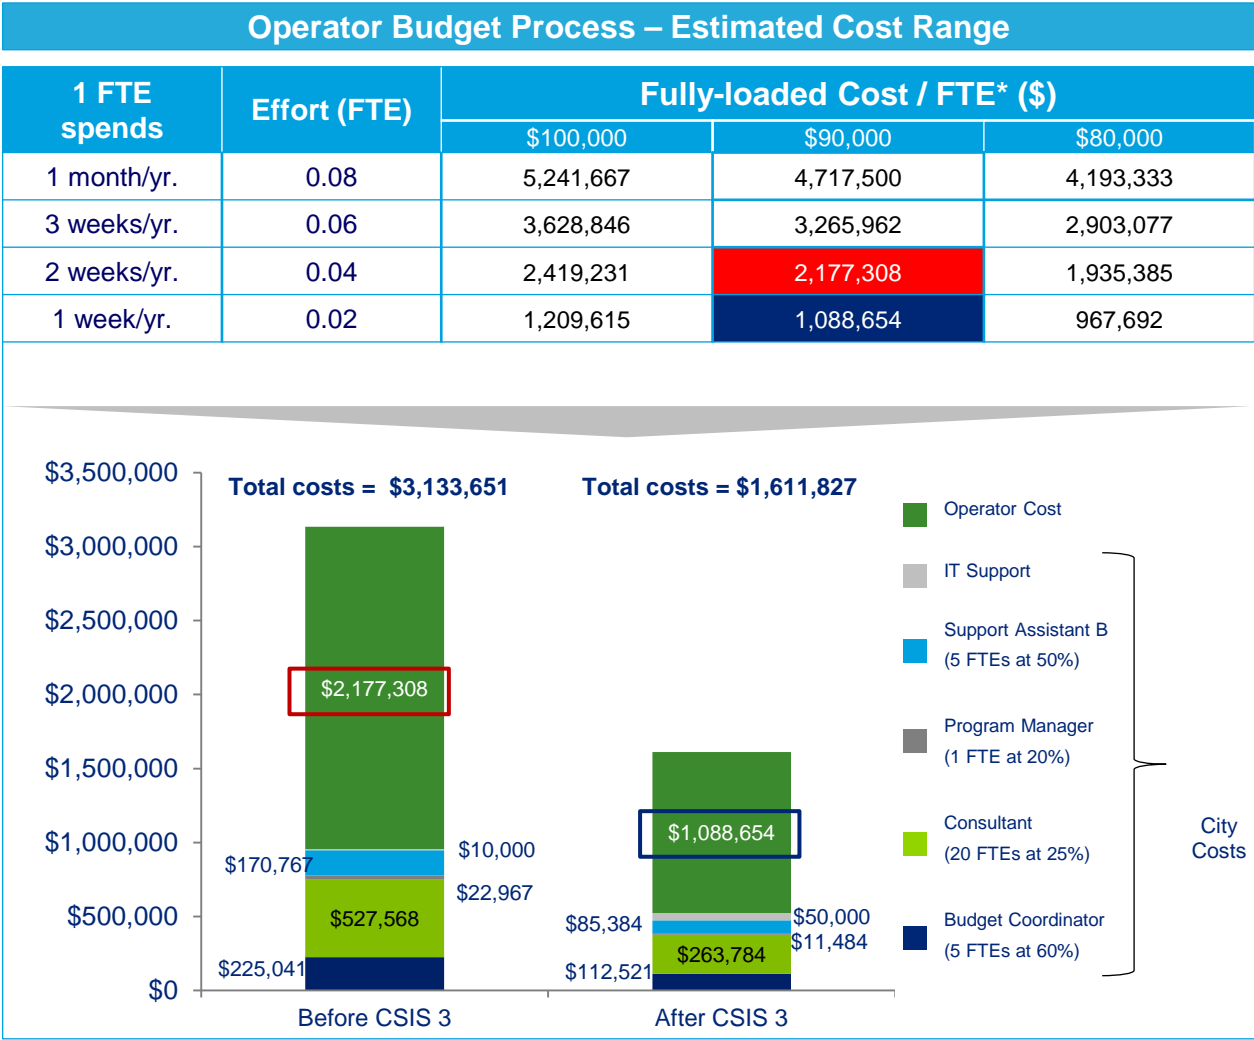 Operator Budget Process – Estimated Cost Range
1 FTE
spends
Effort (FTE)
Fully-loaded Cost / FTE* ($)
$100,000 $90,000 $80,000
1 month/yr. 0.08 5,241,667 4,717,500 4,193,333
3 weeks/yr. 0.06 3,628,846 3,265,962 2,903,077
2 weeks/yr. 0.04 2,419,231 2,177,308 1,935,385
1 week/yr. 0.02 1,209,615 1,088,654 967,692
$3,500,000
$3,000,000
$2,500,000
$2,000,000
$1,500,000
$1,000,000
$500,000
$0
Total costs = $3,133,651
Total costs = $1,611,827
$2,177,308
$170,767
$10,000
$22,967
$527,568
$225,041
$1,088,654
$85,384
$50,000
$11,484
$263,784
$112,521
Before CSIS 3
After CSIS 3
Operator Cost
IT Support
Support Assistant B
(5 FTEs at 50%)
Program Manager
(1 FTE at 20%)
Consultant
(20 FTEs at 25%)
Budget Coordinator
(5 FTEs at 60%)
City
Costs